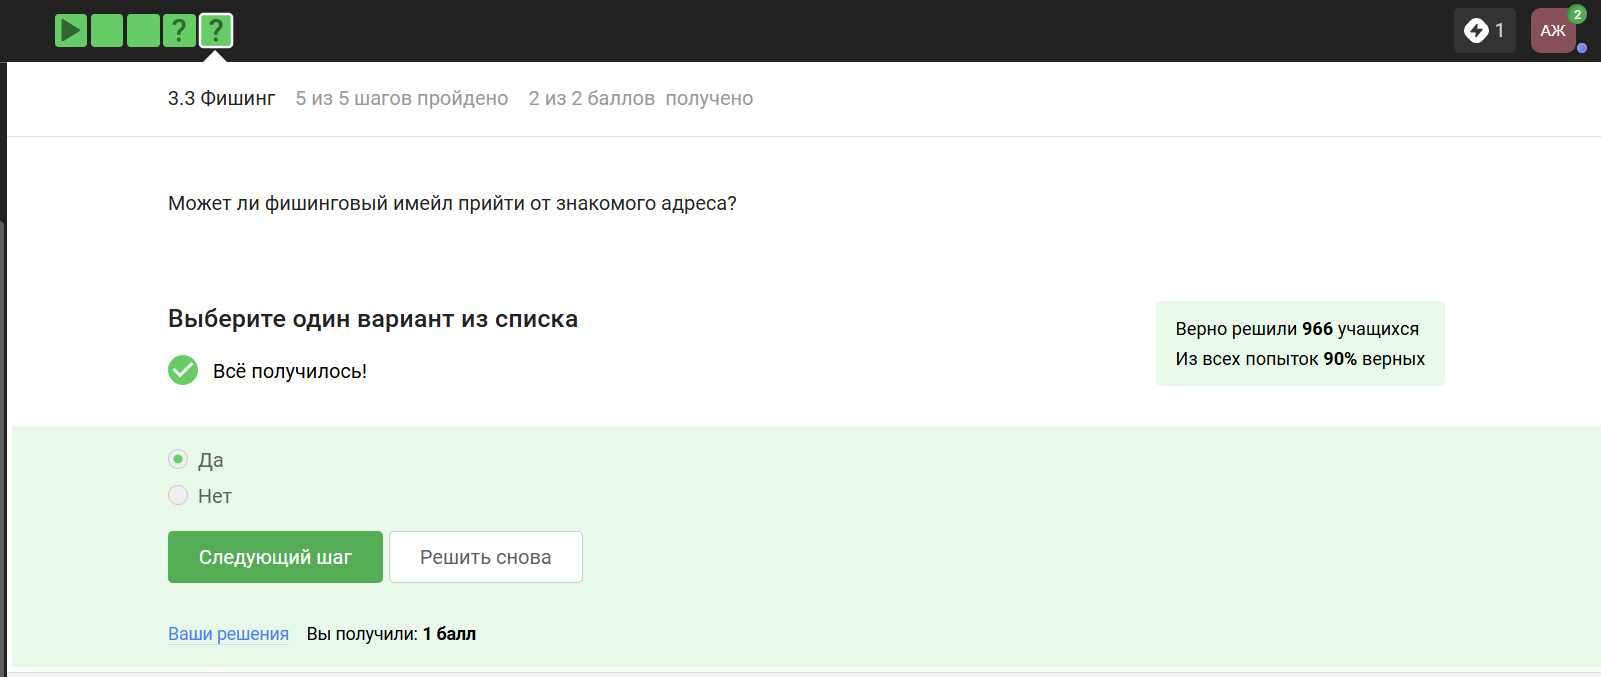 ? ?
1
АЖ
2
3.3 Фишинг 5 из 5 шагов пройдено 2 из 2 баллов получено
Может ли фишинговый имейл прийти от знакомого адреса?
Выберите один вариант из списка
Всё получилось!
Верно решили 966 учащихся
Из всех попыток 90% верных
Да
Нет
Следующий шаг Решить снова
Ваши решения Вы получили: 1 балл